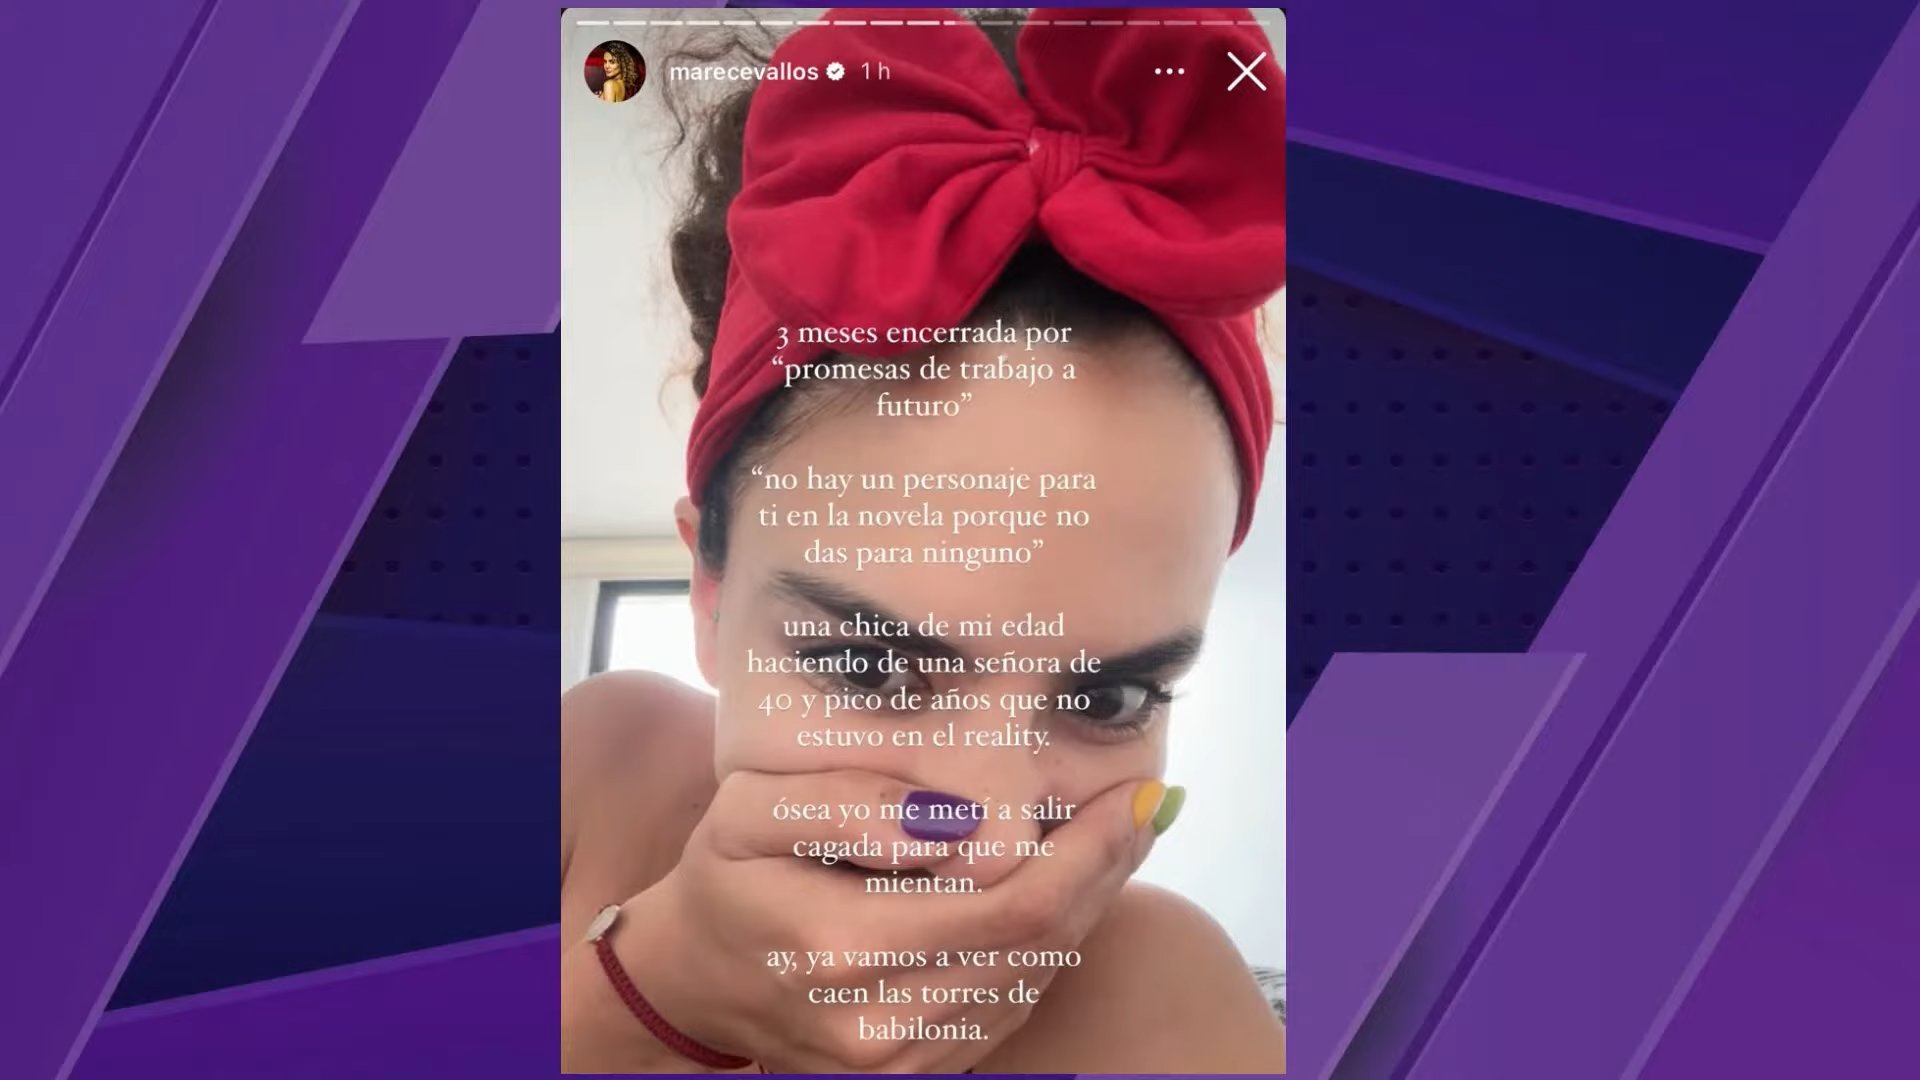 marecevallos 1 h
3 meses encerrada por
“promesas de trabajo a
futuro”
“no hay un personaje para
ti en la novela porque no
das para ninguno”
una chica de mi edad
haciendo de una señora de
40 y pico de años que no
estuvo en el reality.
ósea yo me metí a salir
cagada para que me
mientan.
ay, ya vamos a ver como
caen las torres de
babilonia.